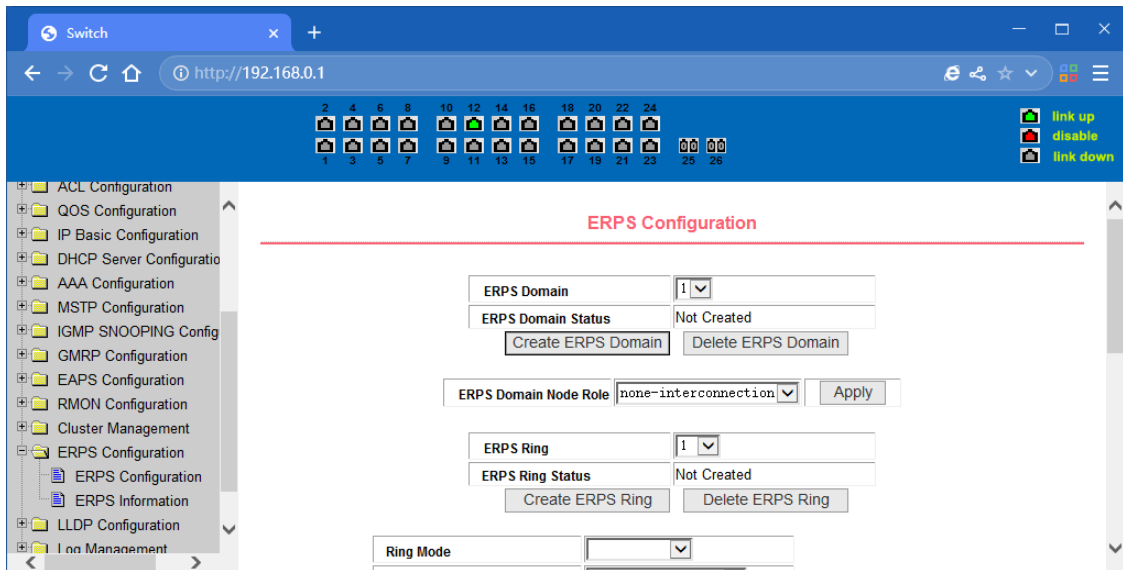 Switch
http://192.168.0.1
2 4 6 8 10 12 14 16 18 20 22 24
1 3 5 7 9 11 13 15 17 19 21 23 25 26
link up
disable
link down
ACL Configuration
QOS Configuration
IP Basic Configuration
DHCP Server Configuratio
AAA Configuration
MSTP Configuration
IGMP SNOOPING Config
GMRP Configuration
EAPS Configuration
RMON Configuration
Cluster Management
ERPS Configuration
ERPS Configuration
ERPS Information
LLDP Configuration
Log Management
ERPS Configuration
ERPS Domain 1
ERPS Domain Status Not Created
Create ERPS Domain Delete ERPS Domain
ERPS Domain Node Role none-interconnection Apply
ERPS Ring 1
ERPS Ring Status Not Created
Create ERPS Ring Delete ERPS Ring
Ring Mode